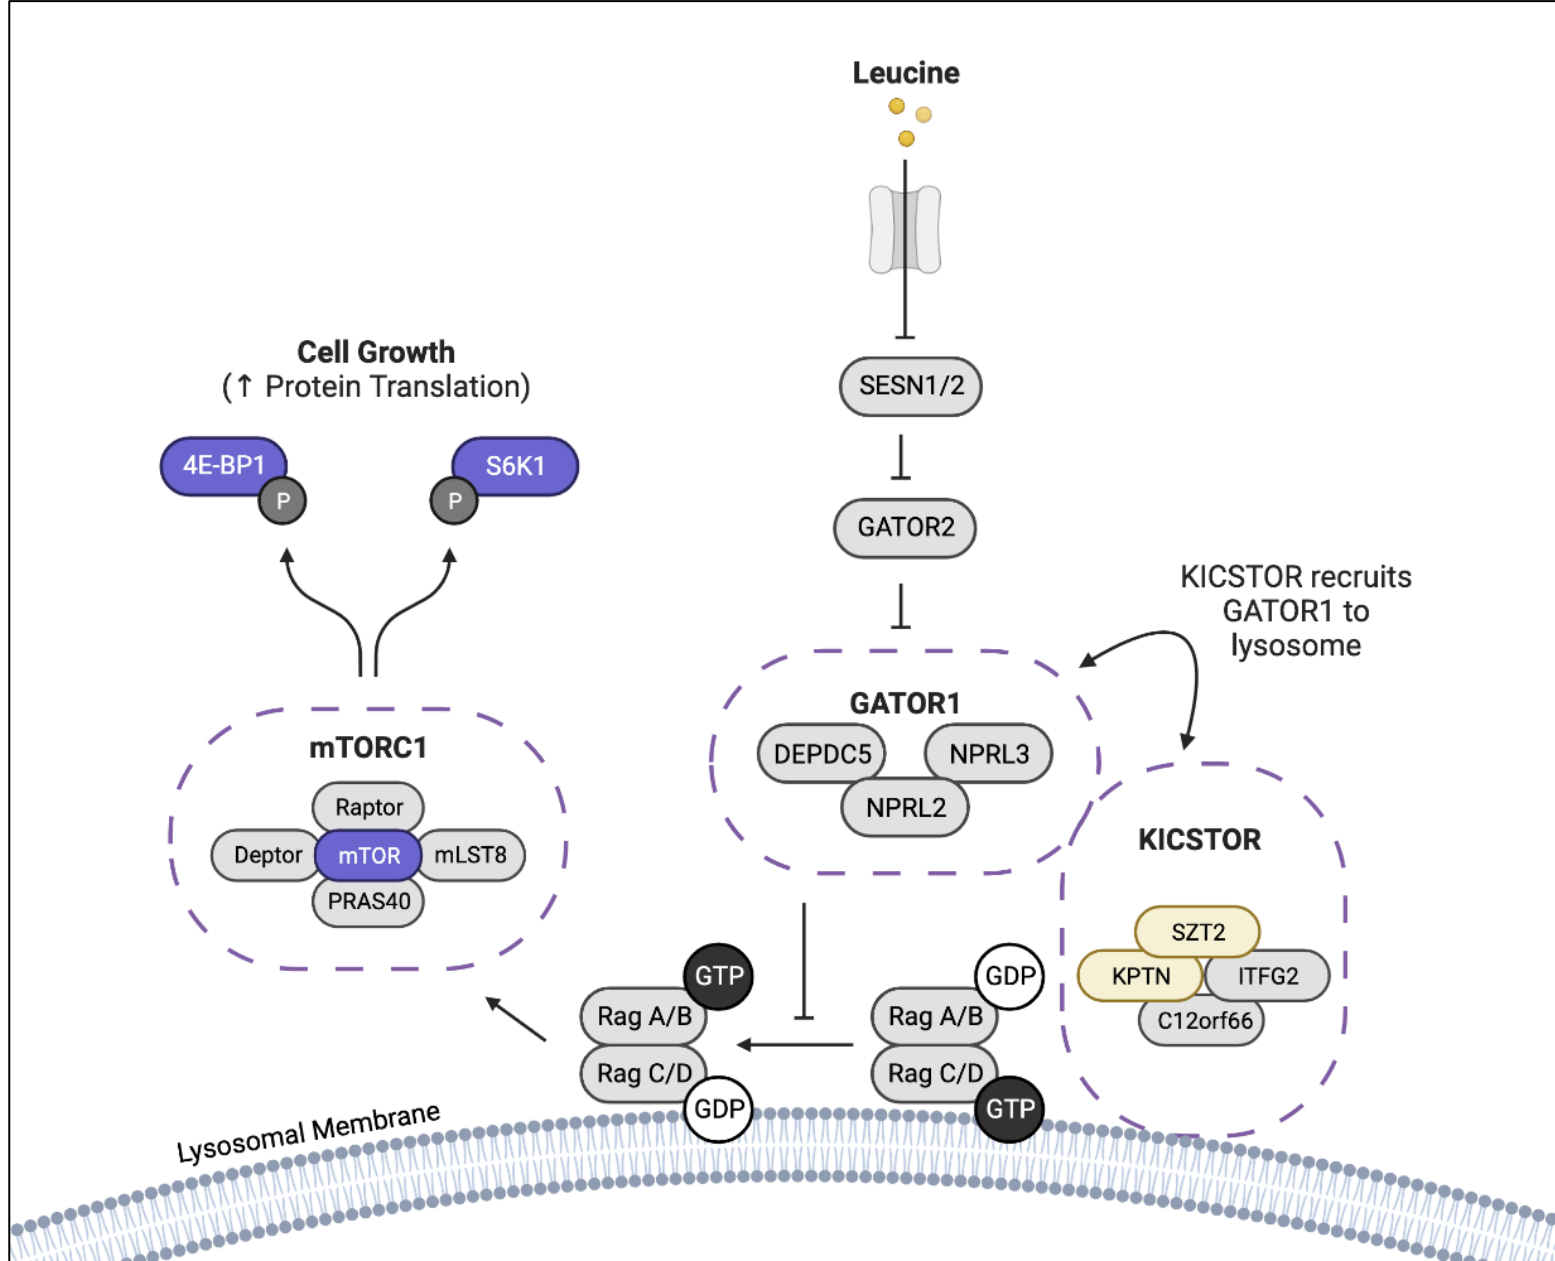 Leucine
SESN1/2
GATOR2
KICSTOR recruits
GATOR1 to
lysosome
Cell Growth
(↑ Protein Translation)
4E-BP1
P
S6K1
P
mTORC1
Raptor
Deptor
mTOR
mLST8
PRAS40
GATOR1
DEPDC5
NPRL3
NPRL2
KICSTOR
SZT2
KPTN
ITFG2
C12orf66
GTP
Rag A/B
Rag C/D
GDP
GDP
Rag A/B
Rag C/D
GTP
Lysosomal Membrane